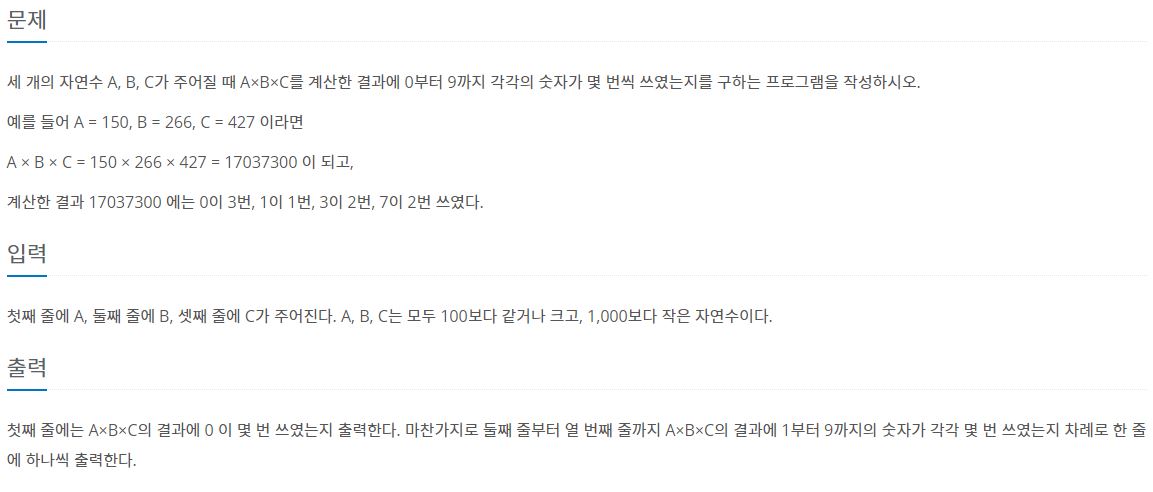 문제
세 개의 자연수 A, B, C가 주어질 때 A×B×C를 계산한 결과에 0부터 9까지 각각의 숫자가 몇 번씩 쓰였는지를 구하는 프로그램을 작성하시오.
예를 들어 A = 150, B = 266, C = 427 이라면
A × B × C = 150 × 266 × 427 = 17037300 이 되고,
계산한 결과 17037300 에는 0이 3번, 1이 1번, 3이 2번, 7이 2번 쓰였다.
입력
첫째 줄에 A, 둘째 줄에 B, 셋째 줄에 C가 주어진다. A, B, C는 모두 100보다 같거나 크고, 1,000보다 작은 자연수이다.
출력
첫째 줄에는 A×B×C의 결과에 0 이 몇 번 쓰였는지 출력한다. 마찬가지로 둘째 줄부터 열 번째 줄까지 A×B×C의 결과에 1부터 9까지의 숫자가 각각 몇 번 쓰였는지 차례로 한 줄
에 하나씩 출력한다.